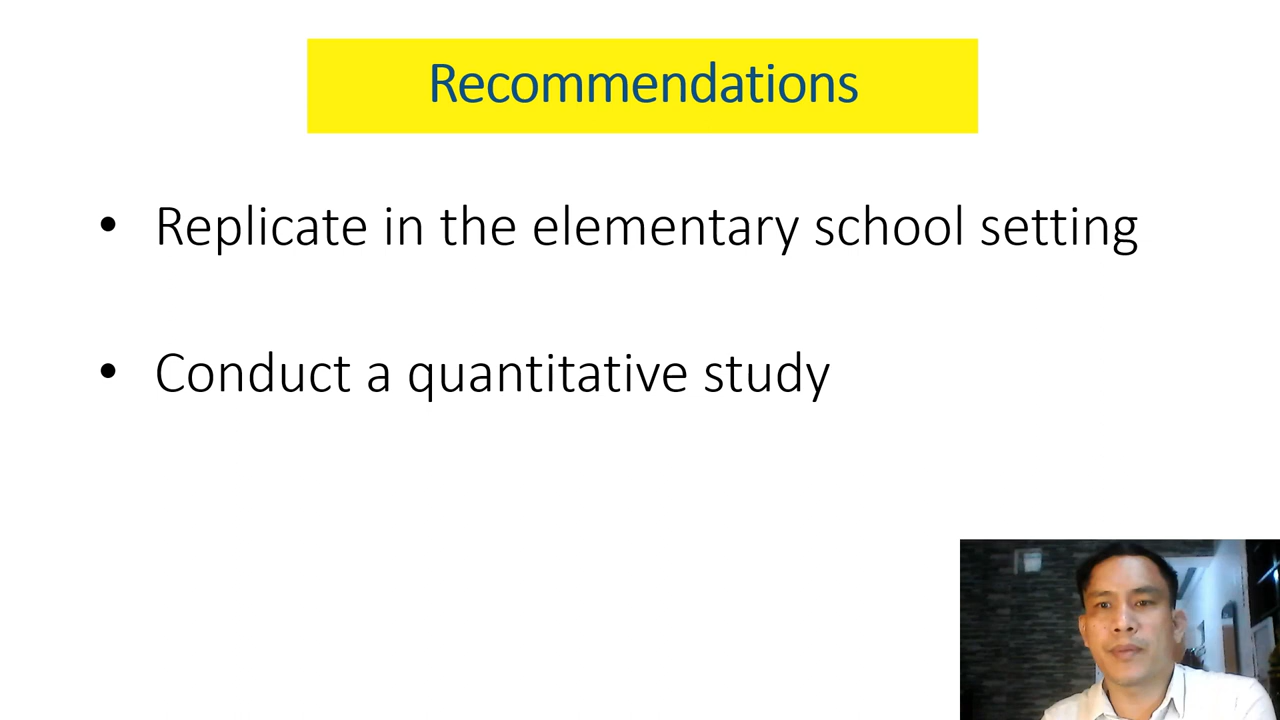 Recommendations
• Replicate in the elementary school setting
• Conduct a quantitative study